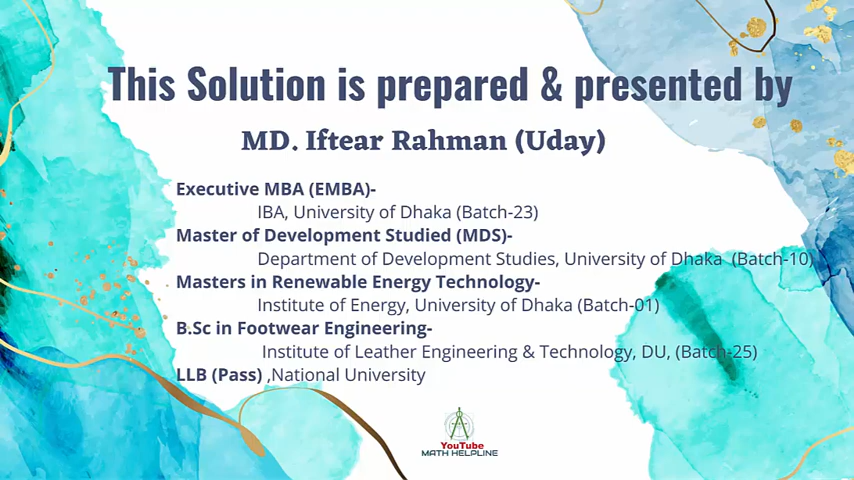 This Solution is prepared & presented by
MD. Iftear Rahman (Uday)
Executive MBA (EMBA)-
IBA, University of Dhaka (Batch-23)
Master of Development Studied (MDS)-
Department of Development Studies, University of Dhaka (Batch-10)
Masters in Renewable Energy Technology-
Institute of Energy, University of Dhaka (Batch-01)
B.Sc in Footwear Engineering-
Institute of Leather Engineering & Technology, DU, (Batch-25)
LLB (Pass) ,National University
YouTube
MATH HELPLINE